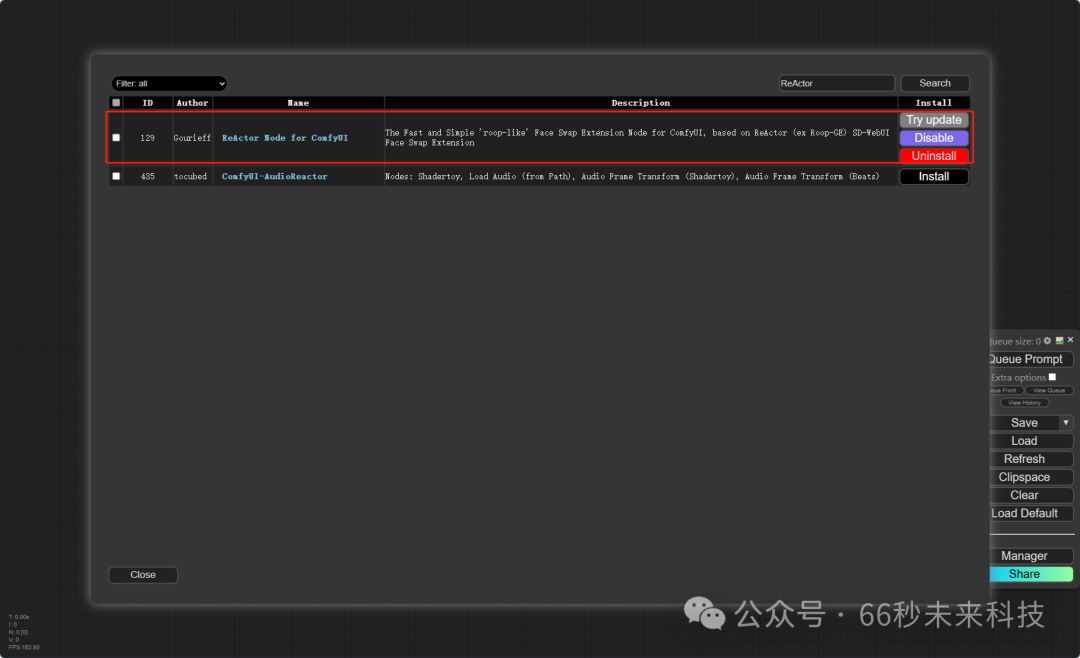 Filter: all
ReActor
Search
ID
Author
Name
Description
Install
129
Gourieff
ReActor Node for ComfyUI
The Fast and Simple 'roop-like' Face Swap Extension Node for ComfyUI, based on ReActor (ex Roop-GE) SD-WebUI
Face Swap Extension
Try update
Disable
Uninstall
435
tocubed
ComfyUI-AudioReactor
Nodes: Shadertoy, Load Audio (from Path), Audio Frame Transform (Shadertoy), Audio Frame Transform (Beats)
Install
ueue size: 0
Queue Prompt
Extra options
eue Front
View Queue
View History
Save
Load
Refresh
Clipspace
Clear
Load Default
Manager
Share
Close
T: 0.00s
I: 0
N: 0 [0]
V: 0
FPS:163.93
公众号 · 66秒未来科技